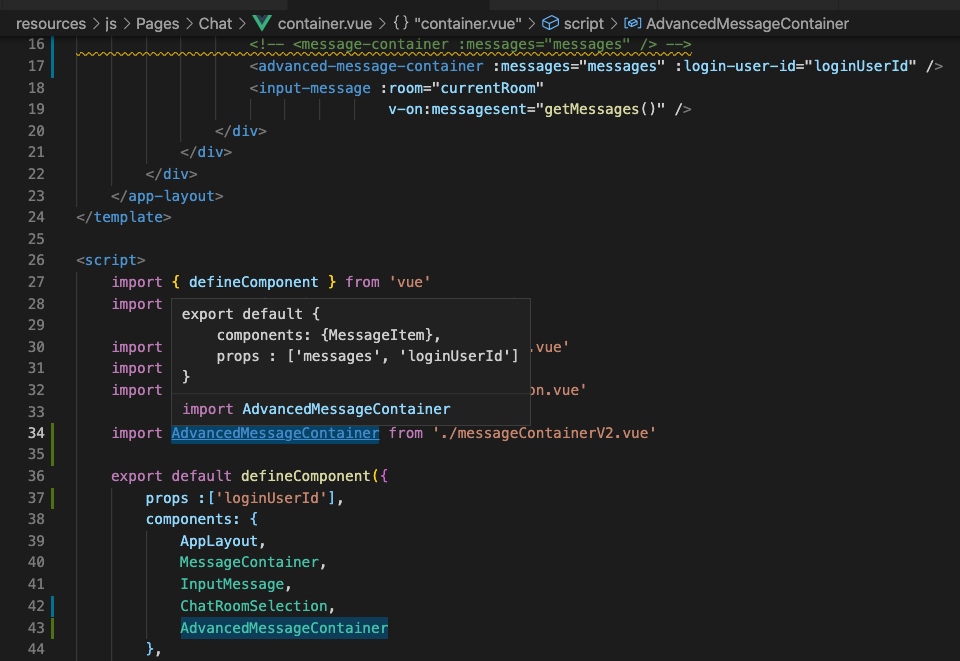 resources > js > Pages > Chat > container.vue > {} "container.vue" > script > AdvancedMessageContainer
16 <!-- <message-container :messages="messages" /> -->
17 <advanced-message-container :messages="messages" :login-user-id="loginUserId" />
18 <input-message :room="currentRoom"
19 v-on:messagesent="getMessages()" />
20 </div>
21 </div>
22 </div>
23 </app-layout>
24 </template>
25
26 <script>
27 import { defineComponent } from 'vue'
28 import
29 export default {
components: {MessageItem},
30 import .vue'
props : ['messages', 'loginUserId']
31 import
}
32 import on.vue'
33 import AdvancedMessageContainer
34 import AdvancedMessageContainer from './messageContainerV2.vue'
35
36 export default defineComponent({
37 props :['loginUserId'],
38 components: {
39 AppLayout,
40 MessageContainer,
41 InputMessage,
42 ChatRoomSelection,
43 AdvancedMessageContainer
44 },